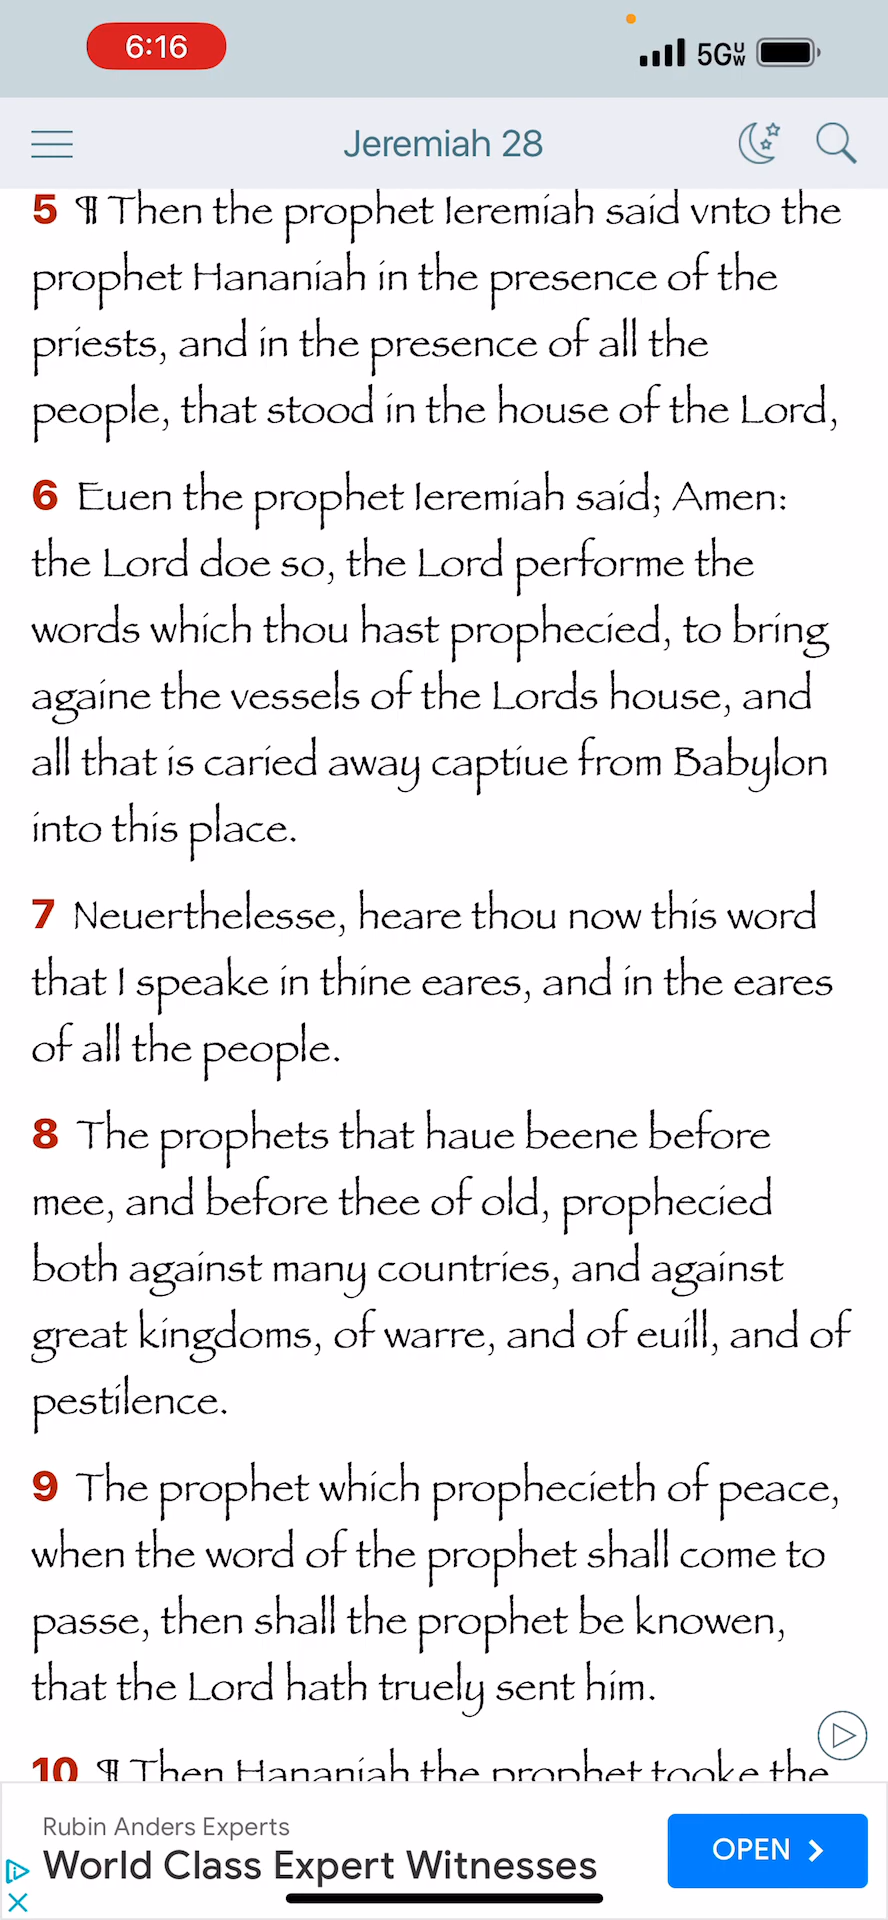 6:16
5G UW
Jeremiah 28
5 ¶ Then the prophet Ieremiah said vnto the
prophet Hananiah in the presence of the
priests, and in the presence of all the
people, that stood in the house of the Lord,
6 Euen the prophet Ieremiah said; Amen:
the Lord doe so, the Lord performe the
words which thou hast prophecied, to bring
againe the vessels of the Lords house, and
all that is caried away captiue from Babylon
into this place.
7 Neuerthelesse, heare thou now this word
that I speake in thine eares, and in the eares
of all the people.
8 The prophets that haue beene before
mee, and before thee of old, prophecied
both against many countries, and against
great kingdoms, of warre, and of euill, and of
pestilence.
9 The prophet which prophecieth of peace,
when the word of the prophet shall come to
passe, then shall the prophet be knowen,
that the Lord hath truely sent him.
10 ¶ Then Hananiah the prophet tooke the
Rubin Anders Experts
World Class Expert Witnesses
OPEN